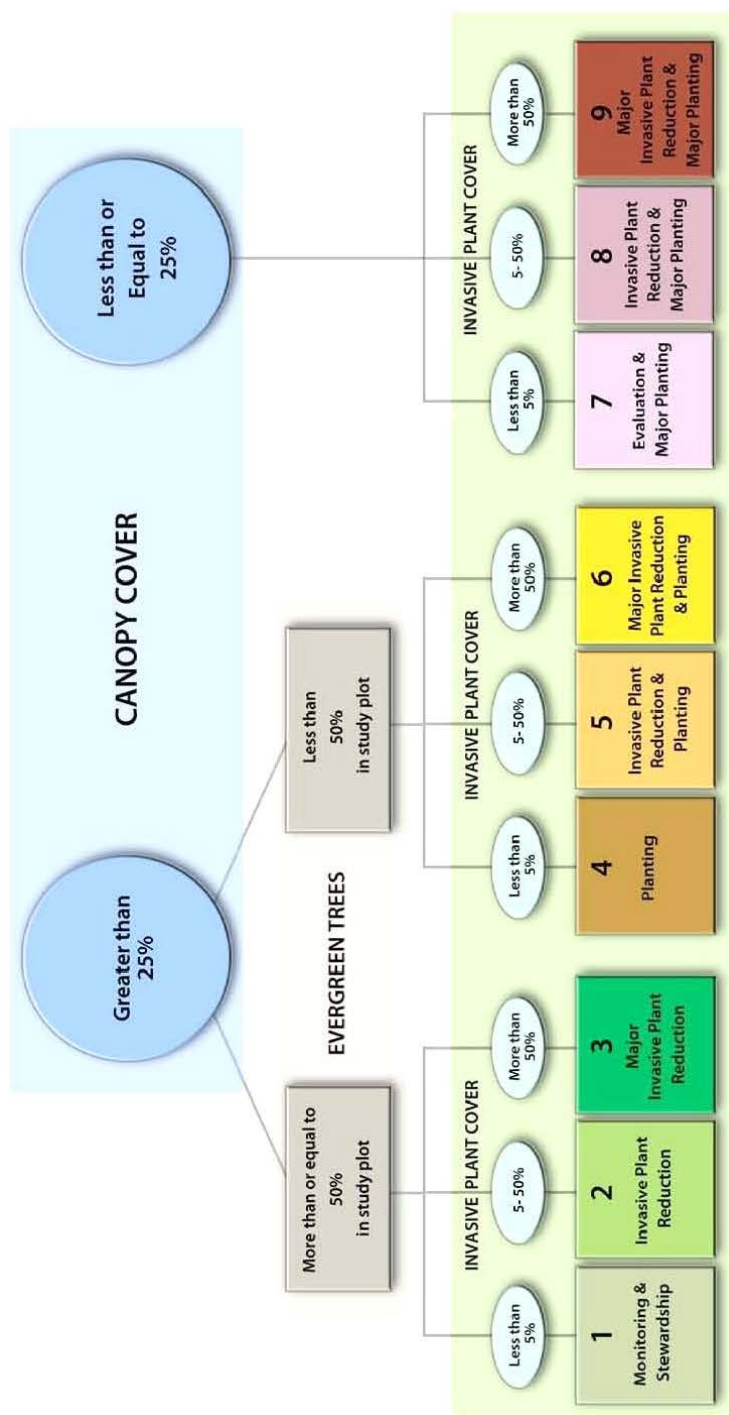 CANOPY COVER
Greater than
25%
Less than or
Equal to
25%
EVERGREEN TREES
More than or equal to
50%
in study plot
Less than
50%
in study plot
INVASIVE PLANT COVER
Less than
5%
5- 50%
More than
50%
INVASIVE PLANT COVER
Less than
5%
5- 50%
More than
50%
INVASIVE PLANT COVER
Less than
5%
5- 50%
More than
50%
1
Monitoring &
Stewardship
2
Invasive Plant
Reduction
3
Major
Invasive Plant
Reduction
4
Planting
5
Invasive Plant
Reduction &
Planting
6
Major Invasive
Plant Reduction
& Planting
7
Evaluation &
Major Planting
8
Invasive Plant
Reduction &
Major Planting
9
Major
Invasive Plant
Reduction &
Major Planting